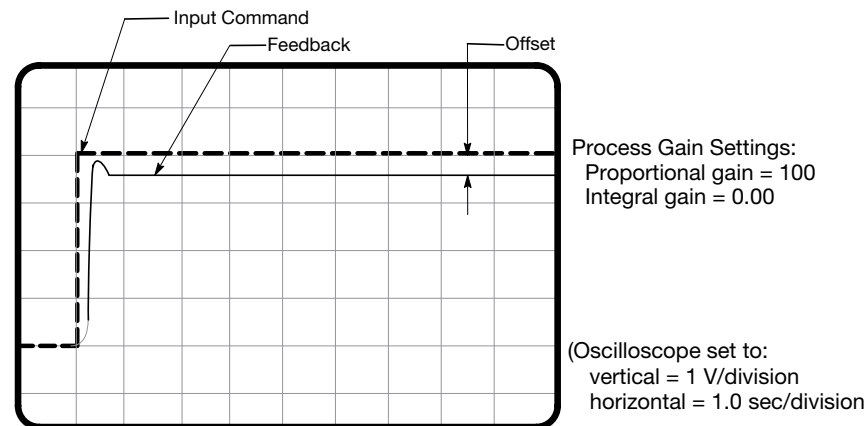 Input Command
Feedback
Offset
Process Gain Settings:
Proportional gain = 100
Integral gain = 0.00
(Oscilloscope set to:
vertical = 1 V/division
horizontal = 1.0 sec/division